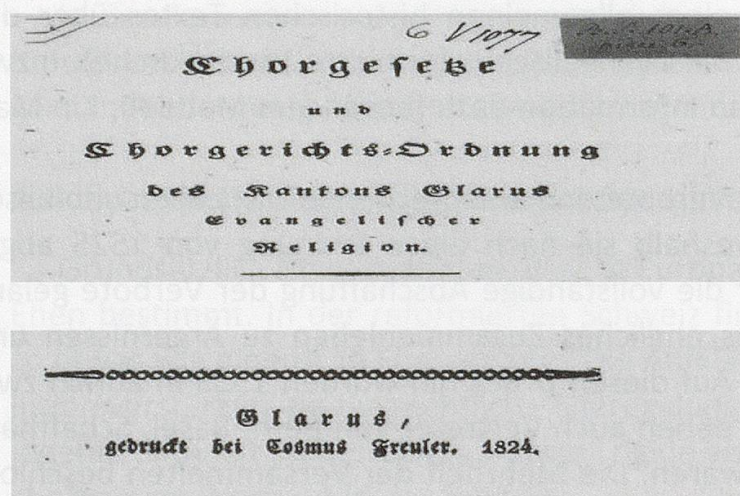 6 V 1077
Chorgesetze
und
Chorgerichts-Ordnung
des Kantons Glarus
Evangelischer
Religion.
Glarus,
gedruckt bei Cosmus Freuler. 1824.